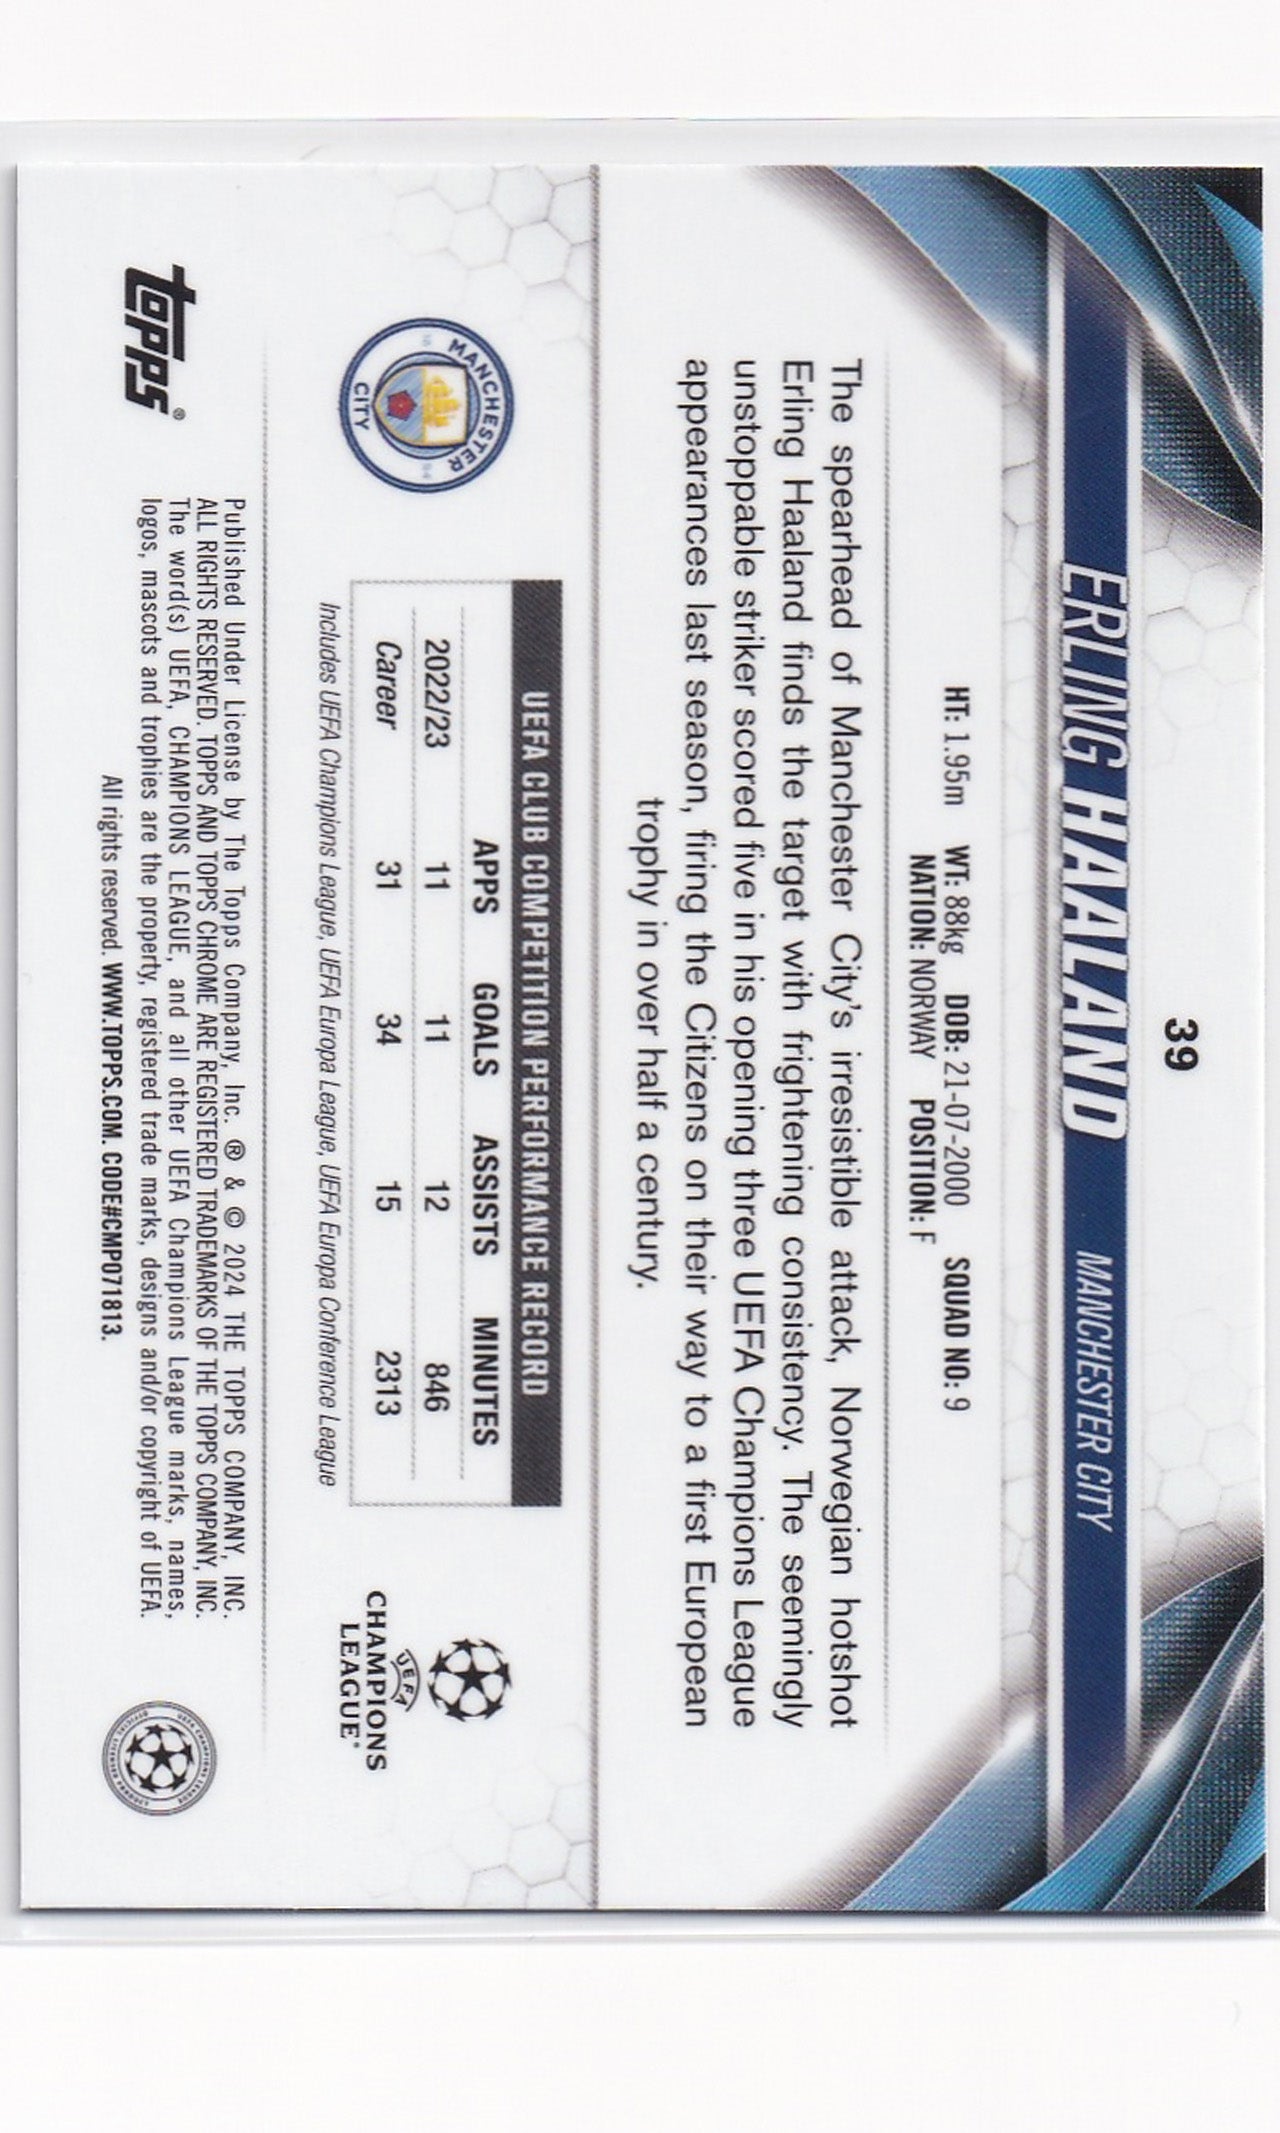 39
ERLING HAALAND MANCHESTER CITY
HT: 1.95m WT: 88kg DOB: 21-07-2000 SQUAD NO: 9
NATION: NORWAY POSITION: F
The spearhead of Manchester City's irresistible attack, Norwegian hotshot
Erling Haaland finds the target with frightening consistency. The seemingly
unstoppable striker scored five in his opening three UEFA Champions League
appearances last season, firing the Citizens on their way to a first European
trophy in over half a century.
MANCHESTER
CITY
UEFA CLUB COMPETITION PERFORMANCE RECORD
APPS GOALS ASSISTS MINUTES
2022/23 11 11 12 846
Career 31 34 15 2313
Includes UEFA Champions League, UEFA Europa League, UEFA Europa Conference League
UEFA
CHAMPIONS
LEAGUE®
topps®
Published Under License by The Topps Company, Inc. ® & © 2024 THE TOPPS COMPANY, INC.
ALL RIGHTS RESERVED. TOPPS AND TOPPS CHROME ARE REGISTERED TRADEMARKS OF THE TOPPS COMPANY, INC.
The word(s) UEFA, CHAMPIONS LEAGUE, and all other UEFA Champions League marks, names,
logos, mascots and trophies are the property, registered trade marks, designs and/or copyright of UEFA.
All rights reserved. WWW.TOPPS.COM. CODE#CMP071813.